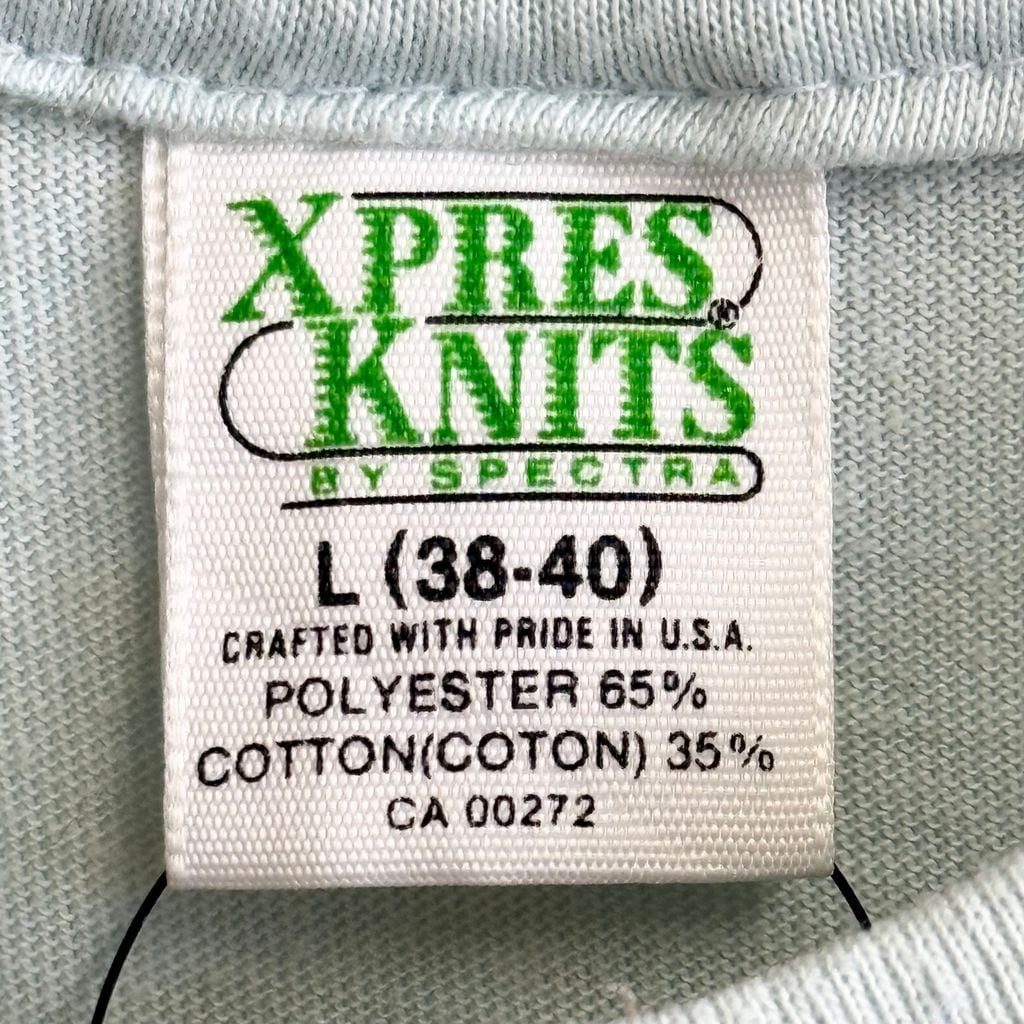 XPRES®
KNITS
BY SPECTRA
L (38-40)
CRAFTED WITH PRIDE IN U.S.A.
POLYESTER 65%
COTTON(COTON) 35%
CA 00272